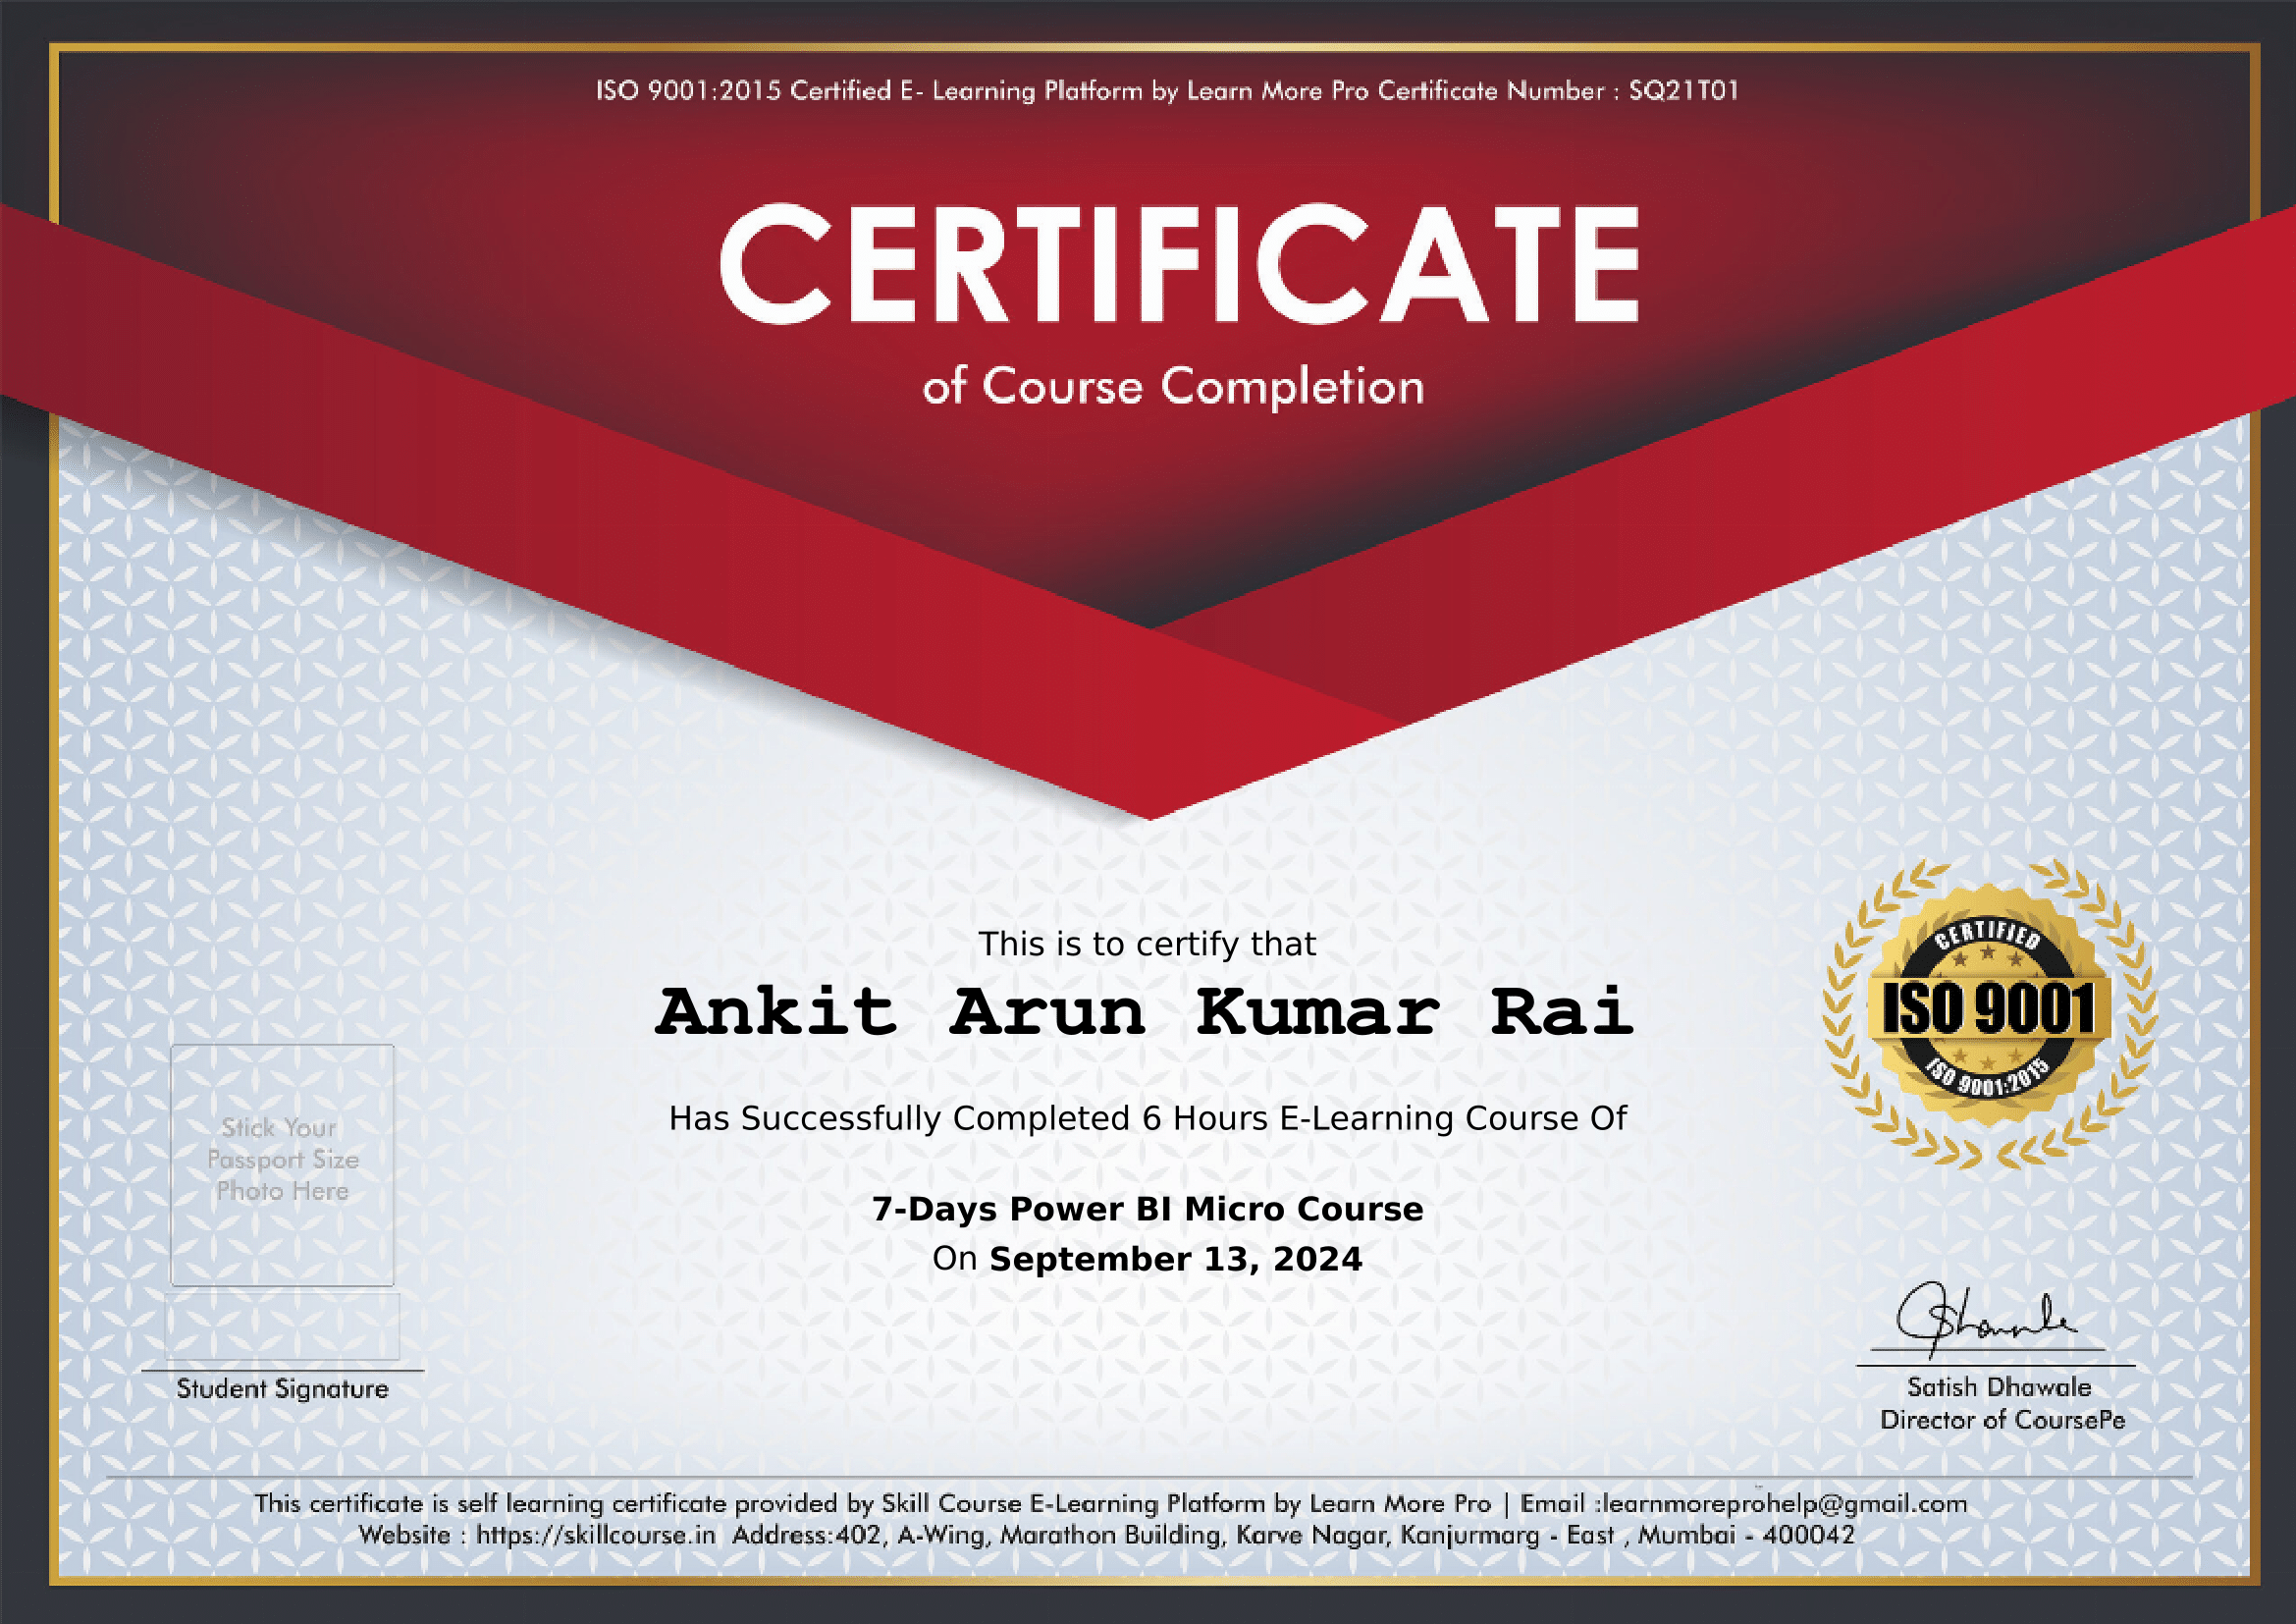 ISO 9001:2015 Certified E- Learning Platform by Learn More Pro Certificate Number : SQ21T01
CERTIFICATE
of Course Completion
This is to certify that
Ankit Arun Kumar Rai
Has Successfully Completed 6 Hours E-Learning Course Of
7-Days Power BI Micro Course
On September 13, 2024
CERTIFIED
ISO 9001
ISO 9001:2015
Stick Your
Passport Size
Photo Here
Student Signature
Satish Dhawale
Director of CoursePe
This certificate is self learning certificate provided by Skill Course E-Learning Platform by Learn More Pro | Email :learnmoreprohelp@gmail.com
Website : https://skillcourse.in Address:402, A-Wing, Marathon Building, Karve Nagar, Kanjurmarg - East , Mumbai - 400042